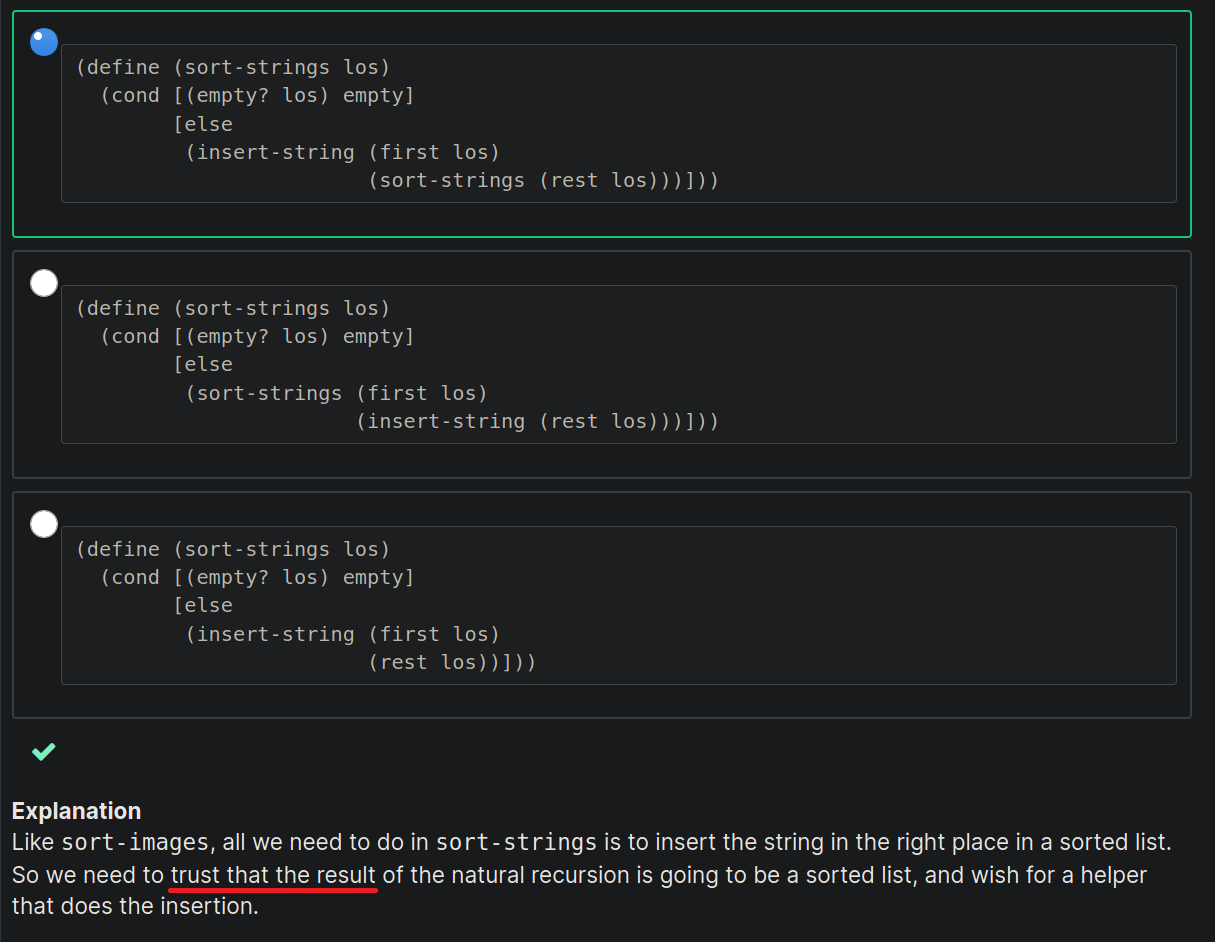 (define (sort-strings los)
  (cond [(empty? los) empty]
        [else
         (insert-string (first los)
                        (sort-strings (rest los)))]))
(define (sort-strings los)
  (cond [(empty? los) empty]
        [else
         (sort-strings (first los)
                       (insert-string (rest los)))]))
(define (sort-strings los)
  (cond [(empty? los) empty]
        [else
         (insert-string (first los)
                        (rest los))]))
Explanation
Like sort-images, all we need to do in sort-strings is to insert the string in the right place in a sorted list.
So we need to trust that the result of the natural recursion is going to be a sorted list, and wish for a helper
that does the insertion.